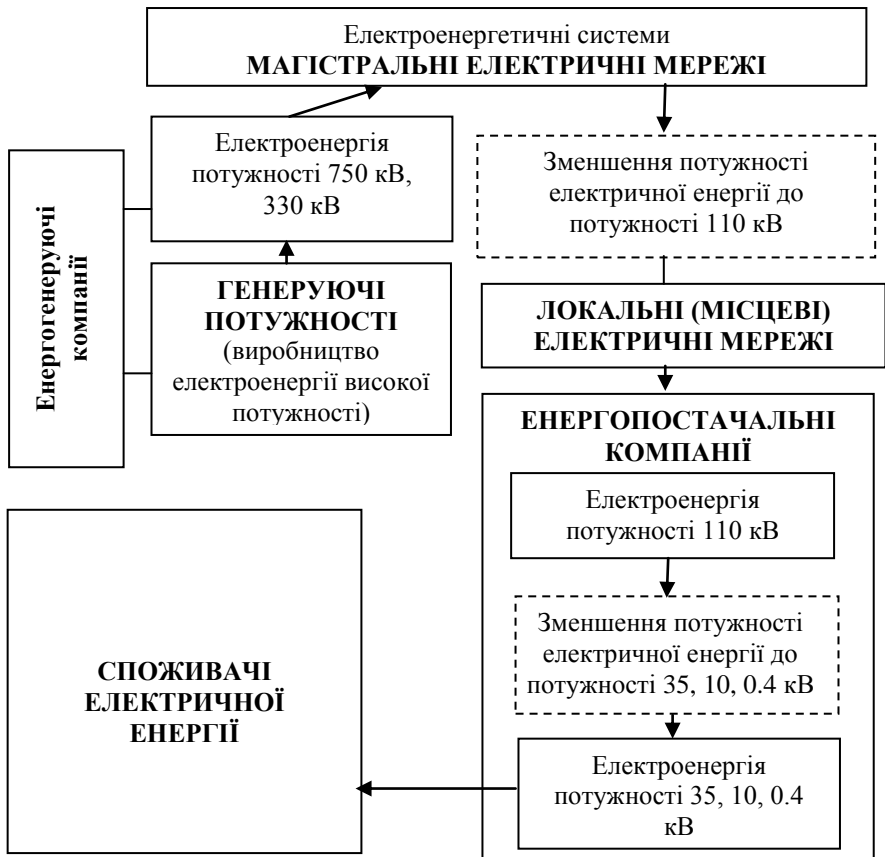 Електроенергетичні системи
МАГІСТРАЛЬНІ ЕЛЕКТРИЧНІ МЕРЕЖІ
Електроенергія
потужності 750 кВ,
330 кВ
Зменшення потужності
електричної енергії до
потужності 110 кВ
Енергогенеруючі
компанії
ГЕНЕРУЮЧІ
ПОТУЖНОСТІ
(виробництво
електроенергії високої
потужності)
ЛОКАЛЬНІ (МІСЦЕВІ)
ЕЛЕКТРИЧНІ МЕРЕЖІ
ЕНЕРГОПОСТАЧАЛЬНІ
КОМПАНІЇ
Електроенергія
потужності 110 кВ
Зменшення потужності
електричної енергії до
потужності 35, 10, 0.4 кВ
Електроенергія
потужності 35, 10, 0.4
кВ
СПОЖИВАЧІ
ЕЛЕКТРИЧНОЇ
ЕНЕРГІЇ